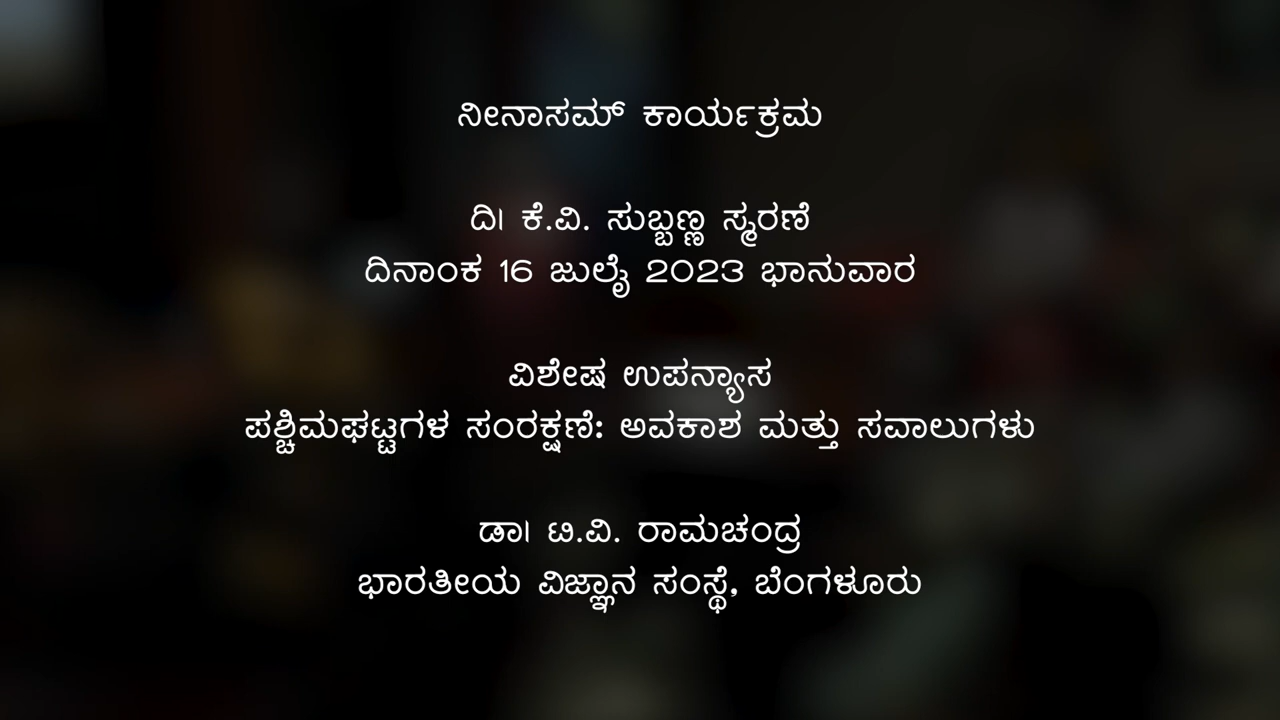 ನೀನಾಸಮ್ ಕಾರ್ಯಕ್ರಮ
ದಿ। ಕೆ.ವಿ. ಸುಬ್ಬಣ್ಣ ಸ್ಮರಣೆ
ದಿನಾಂಕ 16 ಜುಲೈ 2023 ಭಾನುವಾರ
ವಿಶೇಷ ಉಪನ್ಯಾಸ
ಪಶ್ಚಿಮಘಟ್ಟಗಳ ಸಂರಕ್ಷಣೆ: ಅವಕಾಶ ಮತ್ತು ಸವಾಲುಗಳು
ಡಾ। ಟಿ.ವಿ. ರಾಮಚಂದ್ರ
ಭಾರತೀಯ ವಿಜ್ಞಾನ ಸಂಸ್ಥೆ, ಬೆಂಗಳೂರು